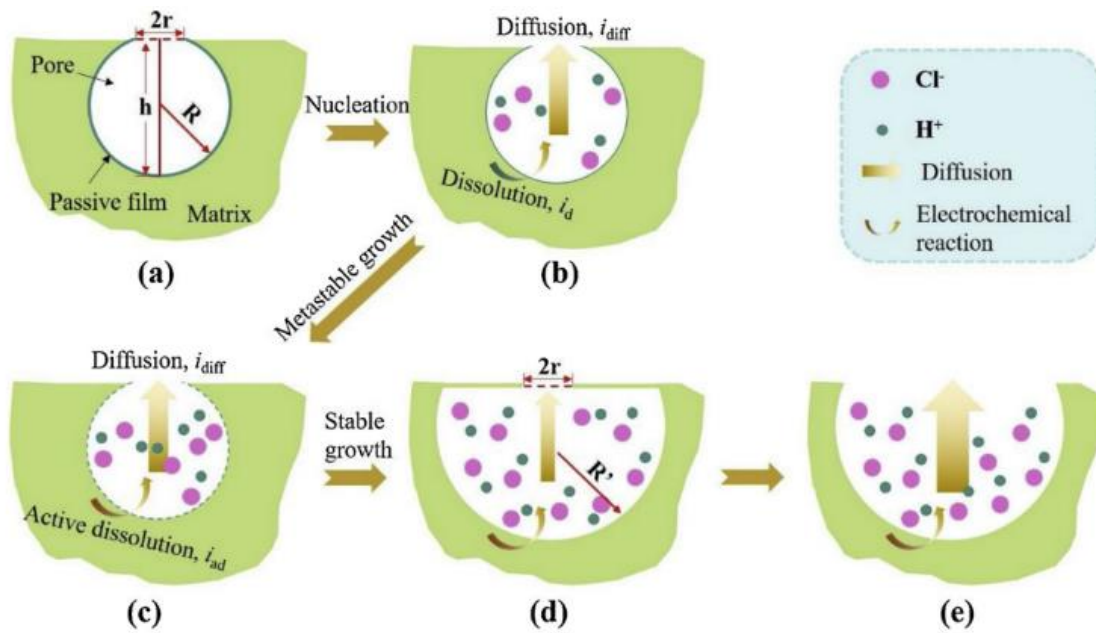 2r
Pore
h
R
Passive film
Matrix
(a)
Nucleation
Diffusion, i_diff
Dissolution, i_d
(b)
Cl-
H+
Diffusion
Electrochemical
reaction
Metastable growth
Diffusion, i_diff
Active dissolution, i_ad
(c)
Stable
growth
2r
R'
(d)
(e)